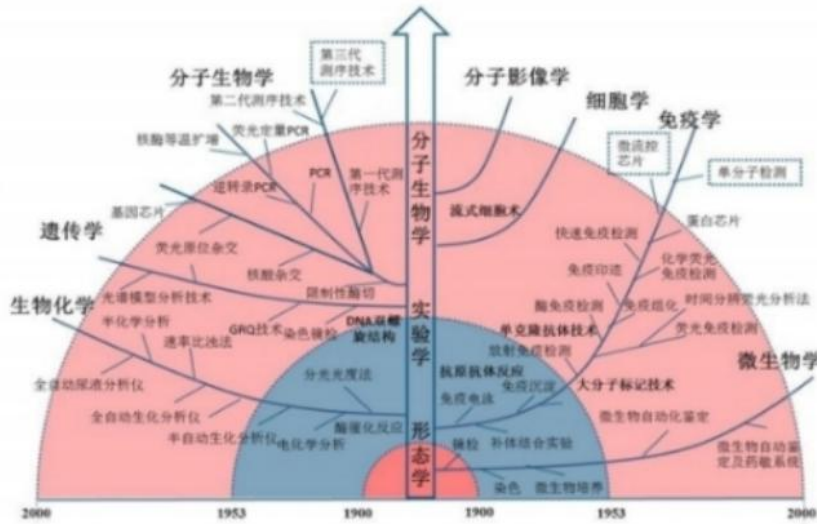 第三代
测序技术
分子生物学
第二代测序技术
分子影像学
细胞学
免疫学
荧光定量PCR
核酶等温扩增
微流控
芯片
单分子检测
PCR
逆转录PCR
第一代测
序技术
基因芯片
分子生物学
流式细胞术
蛋白芯片
快速免疫检测
遗传学
荧光原位杂交
化学荧光
免疫检测
免疫印迹
核酸杂交
光谱模型分析技术
限制性酶切
生物化学
半化学分析
GRQ技术
染色镜检
DNA双螺
旋结构
实验学
酶免疫检测
免疫组化
时间分辨荧光分析法
单克隆抗体技术
荧光免疫检测
放射免疫检测
速率比浊法
微生物学
分光光度法
抗原抗体反应
免疫沉淀
大分子标记技术
全自动尿液分析仪
免疫电泳
全自动生化分析仪
酶催化反应
微生物自动化鉴定
半自动生化分析仪
电化学分析
形态学
镜检
补体结合实验
微生物自动鉴
定及药敏系统
染色
微生物培养
2000
1953
1900
1900
1953
2000